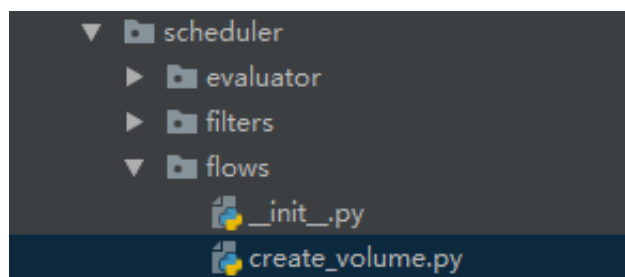 scheduler
evaluator
filters
flows
__init__.py
create_volume.py